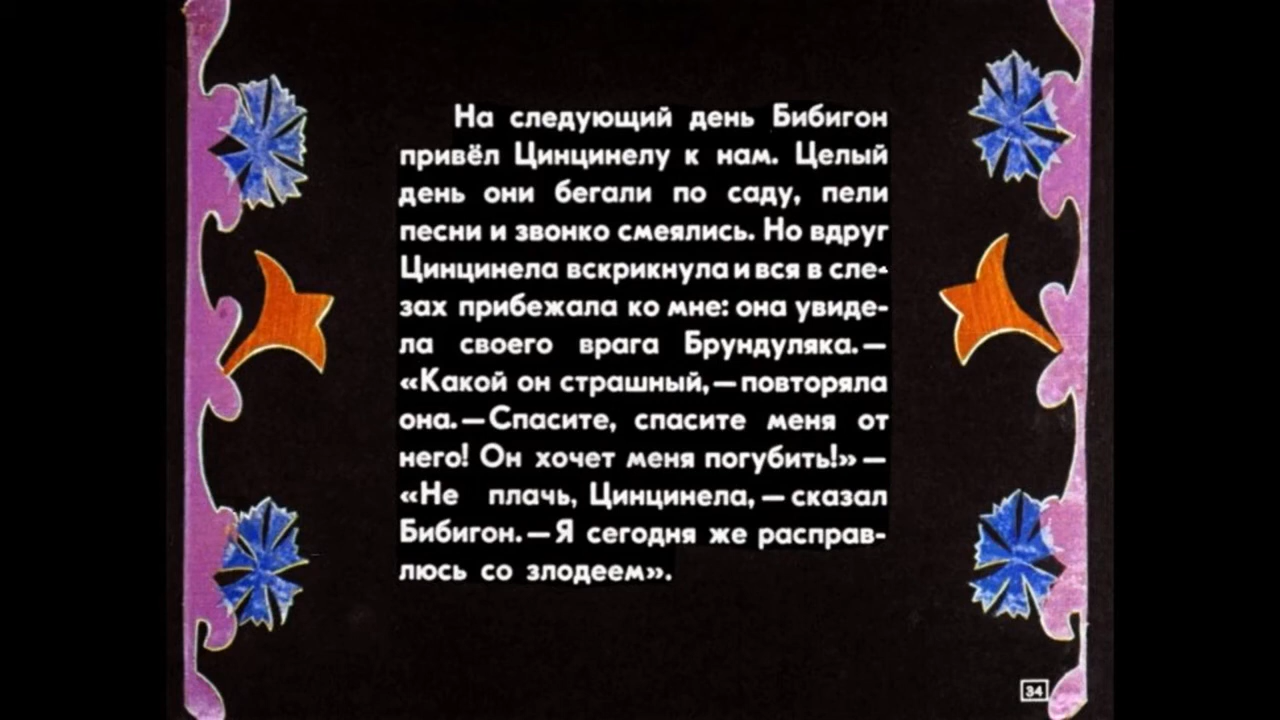 На следующий день Бибигон
привёл Цинцинелу к нам. Целый
день они бегали по саду, пели
песни и звонко смеялись. Но вдруг
Цинцинела вскрикнула и вся в сле-
зах прибежала ко мне: она увиде-
ла своего врага Брундуляка.—
«Какой он страшный,—повторяла
она.—Спасите, спасите меня от
него! Он хочет меня погубить!»—
«Не плачь, Цинцинела,—сказал
Бибигон.—Я сегодня же расправ-
люсь со злодеем».
34